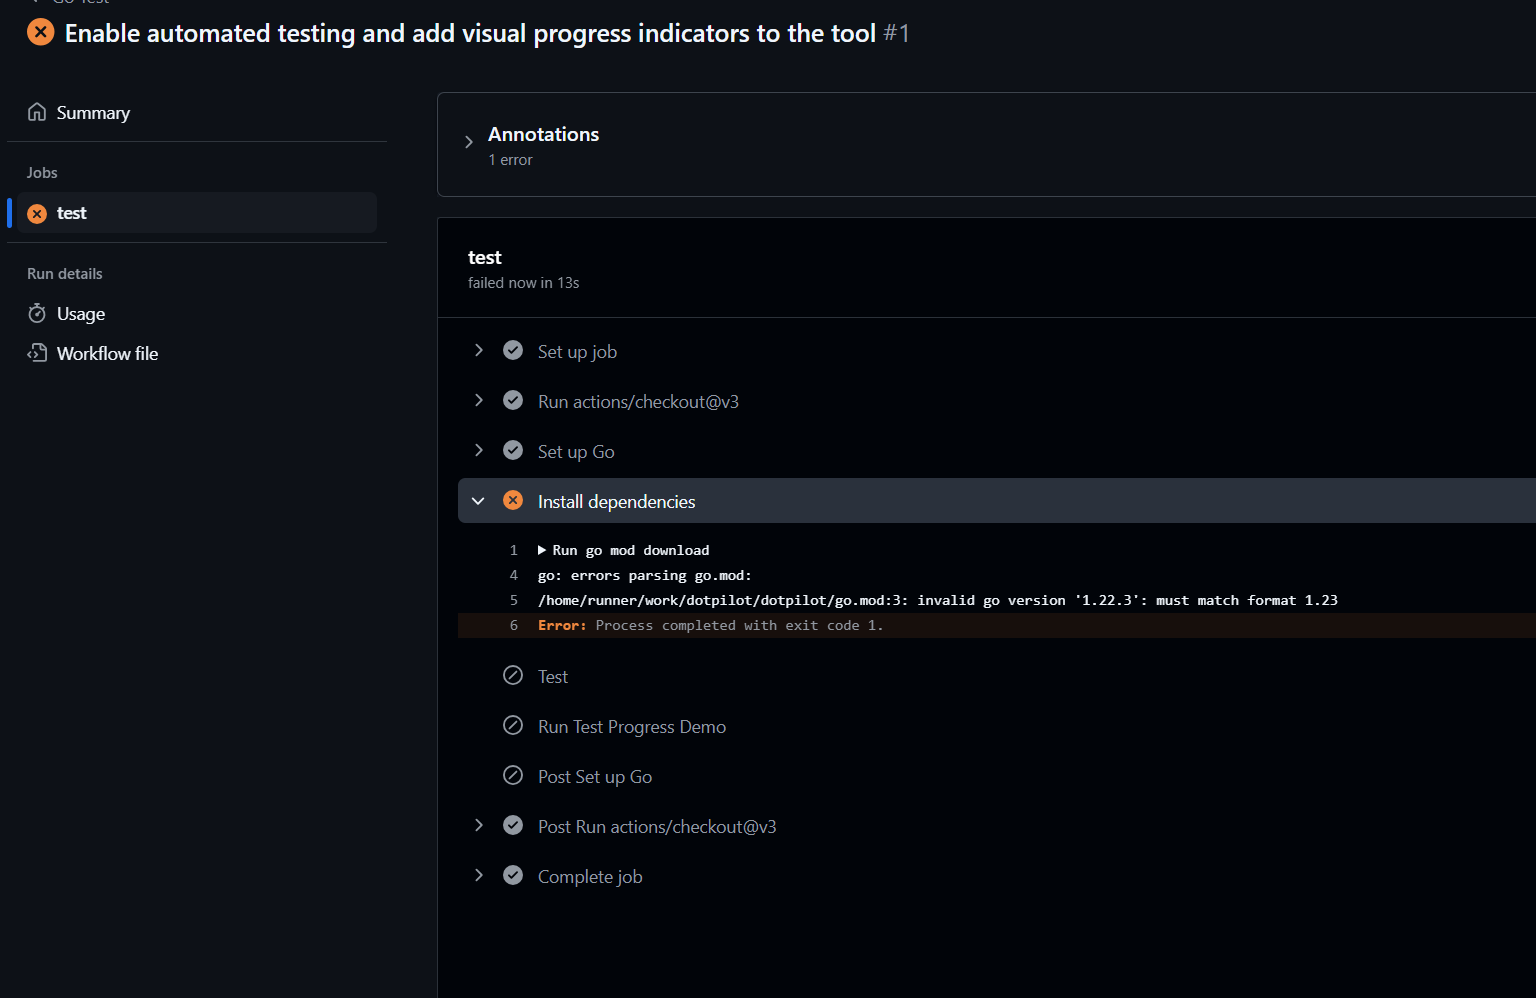 Go Test
Enable automated testing and add visual progress indicators to the tool #1
Summary
Jobs
test
Run details
Usage
Workflow file
Annotations
1 error
test
failed now in 13s
Set up job
Run actions/checkout@v3
Set up Go
Install dependencies
1 Run go mod download
4 go: errors parsing go.mod:
5 /home/runner/work/dotpilot/dotpilot/go.mod:3: invalid go version '1.22.3': must match format 1.23
6 Error: Process completed with exit code 1.
Test
Run Test Progress Demo
Post Set up Go
Post Run actions/checkout@v3
Complete job